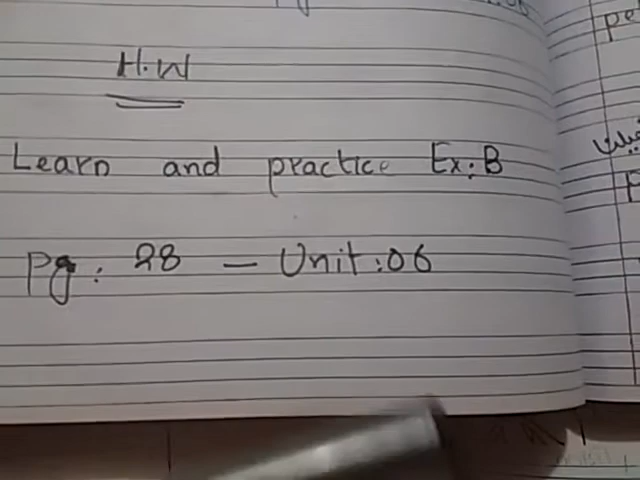 H.W
Learn and practice Ex:B
Pg: 28 — Unit:06